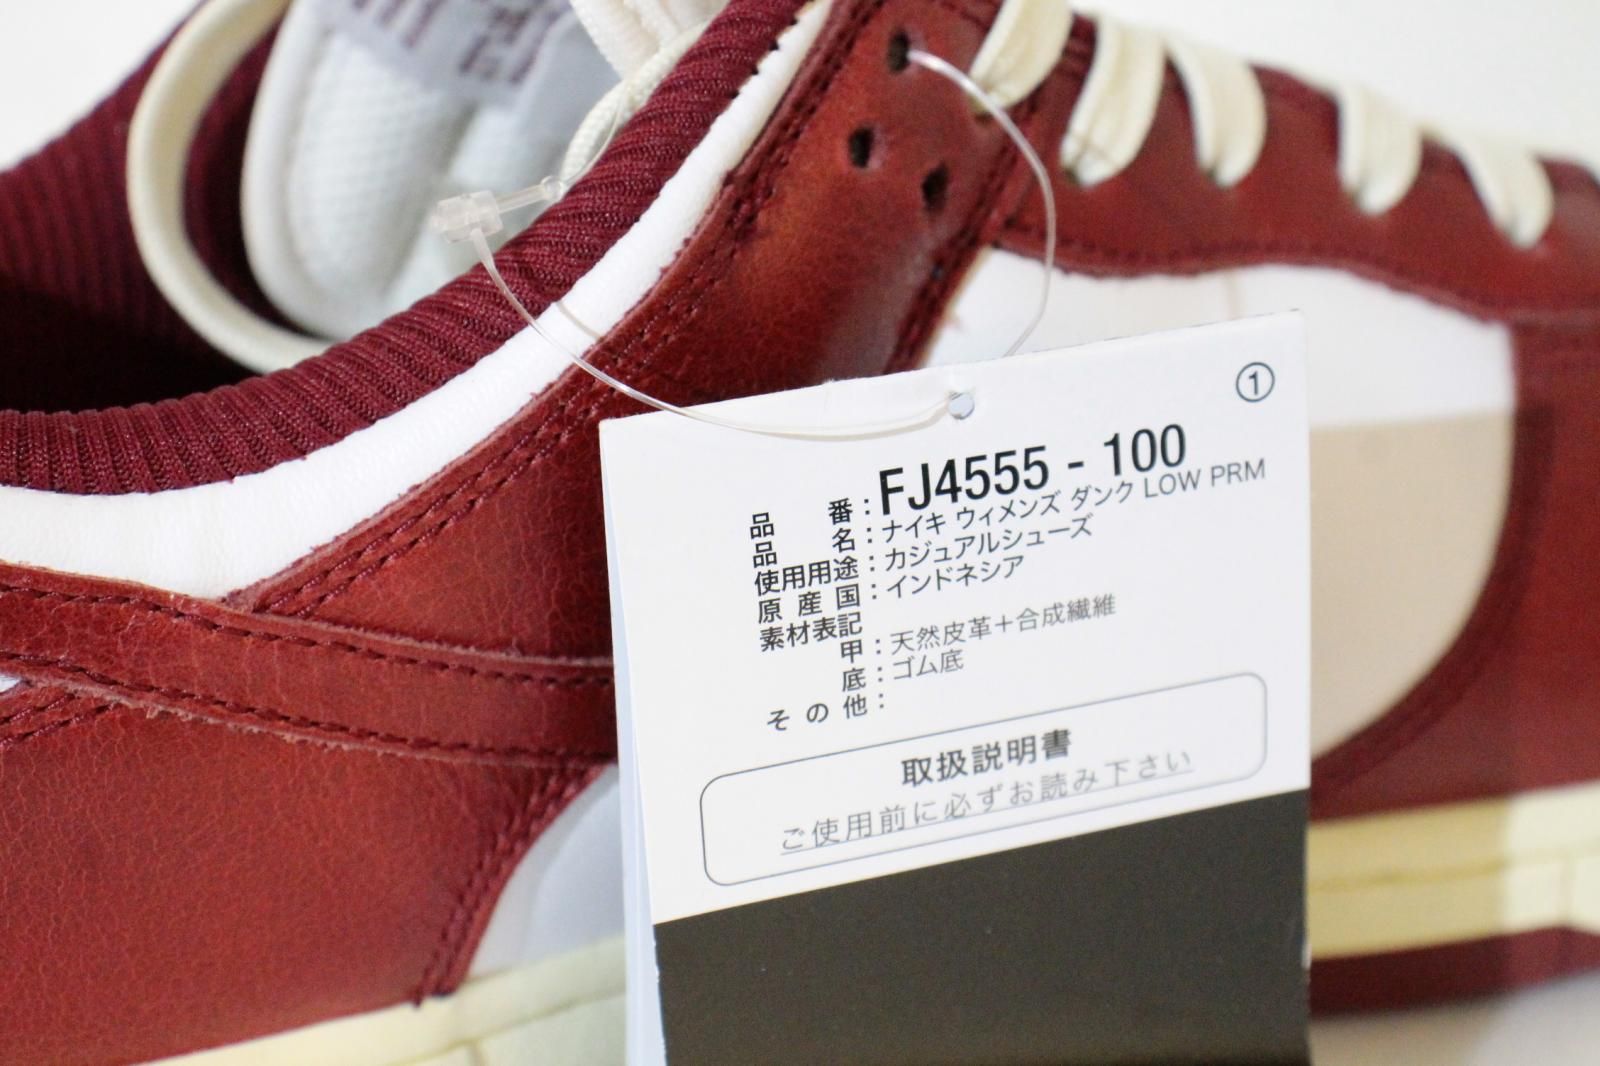 ①
品番：FJ4555 - 100
品名：ナイキ ウィメンズ ダンク LOW PRM
使用用途：カジュアルシューズ
原産国：インドネシア
素材表記
甲：天然皮革＋合成繊維
底：ゴム底
その他：
取扱説明書
ご使用前に必ずお読み下さい